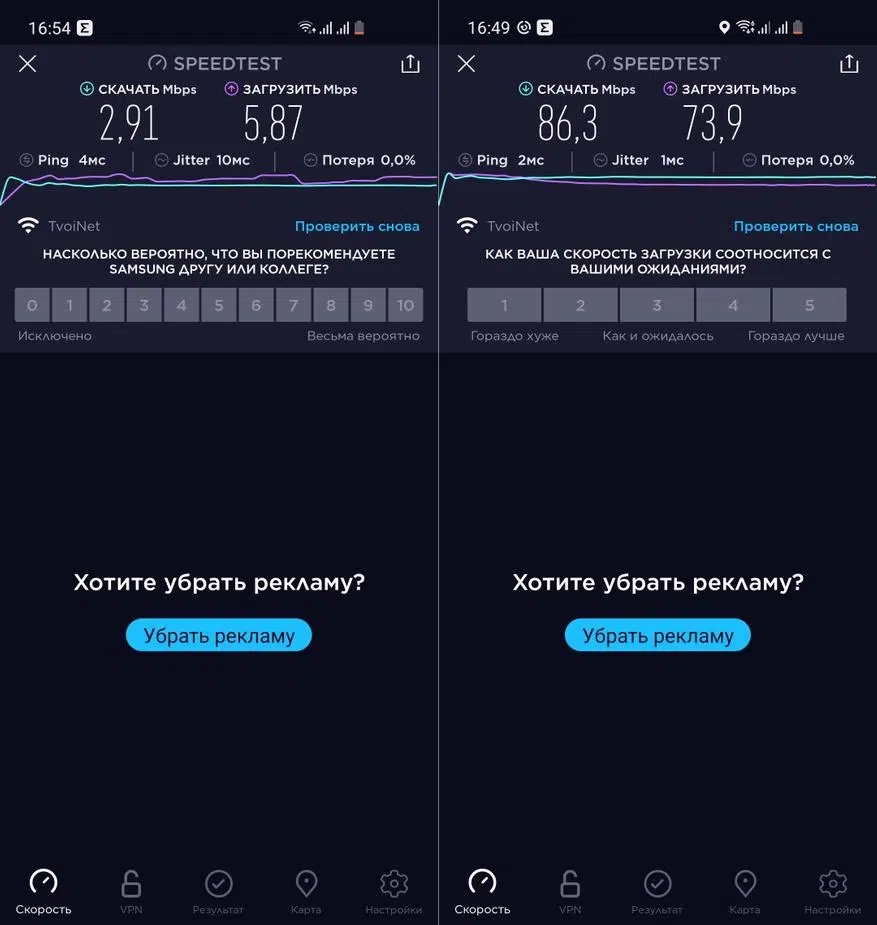 16:54 Σ
SPEEDTEST
СКАЧАТЬ Mbps ЗАГРУЗИТЬ Mbps
2,91 5,87
Ping 4мс Jitter 10мс Потеря 0,0%
TvoiNet Проверить снова
НАСКОЛЬКО ВЕРОЯТНО, ЧТО ВЫ ПОРЕКОМЕНДУЕТЕ
SAMSUNG ДРУГУ ИЛИ КОЛЛЕГЕ?
0 1 2 3 4 5 6 7 8 9 10
Исключено Весьма вероятно
Хотите убрать рекламу?
Убрать рекламу
Скорость VPN Результат Карта Настройки
16:49 Σ
SPEEDTEST
СКАЧАТЬ Mbps ЗАГРУЗИТЬ Mbps
86,3 73,9
Ping 2мс Jitter 1мс Потеря 0,0%
TvoiNet Проверить снова
КАК ВАША СКОРОСТЬ ЗАГРУЗКИ СООТНОСИТСЯ С
ВАШИМИ ОЖИДАНИЯМИ?
1 2 3 4 5
Гораздо хуже Как и ожидалось Гораздо лучше
Хотите убрать рекламу?
Убрать рекламу
Скорость VPN Результат Карта Настройки